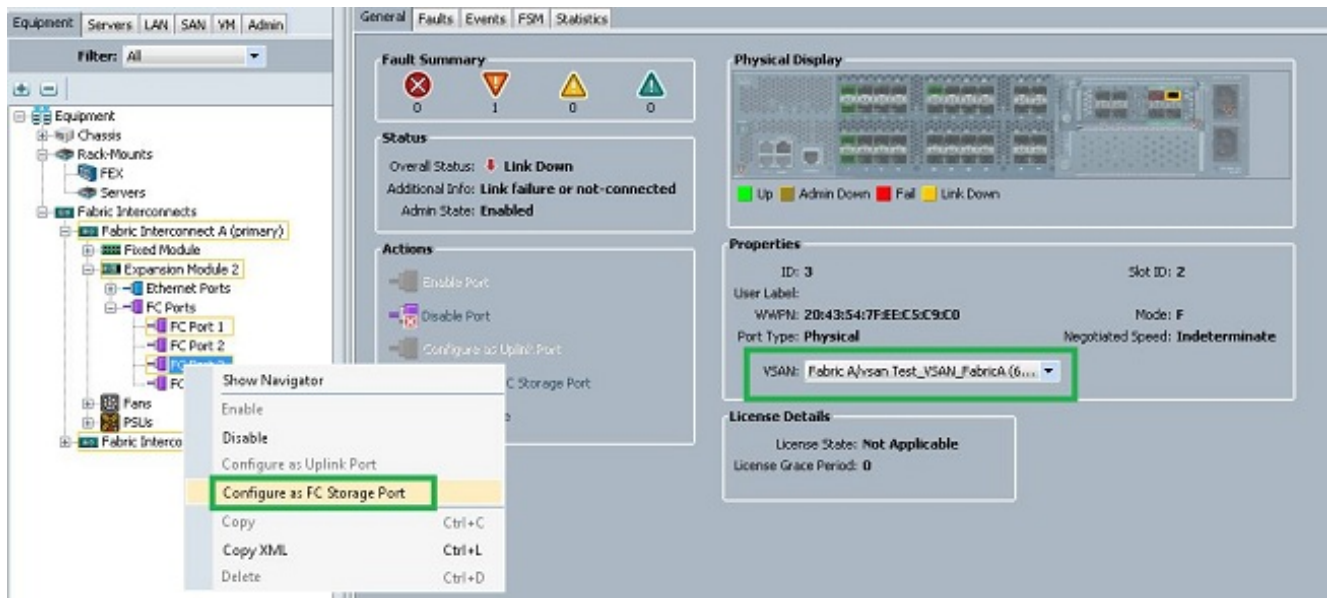 Equipment Servers LAN SAN VM Admin
Filter: All
Equipment
Chassis
Rack-Mounts
FEX
Servers
Fabric Interconnects
Fabric Interconnect A (primary)
Fixed Module
Expansion Module 2
Ethernet Ports
FC Ports
FC Port 1
FC Port 2
FC Port
FC
Fans
PSUs
Fabric Interco
Show Navigator
Enable
Disable
Configure as Uplink Port
Configure as FC Storage Port
Copy Ctrl+C
Copy XML Ctrl+L
Delete Ctrl+D
General Faults Events FSM Statistics
Fault Summary
0 1 0 0
Status
Overall Status: Link Down
Additional Info: Link failure or not-connected
Admin State: Enabled
Actions
Enable Port
Disable Port
Configure as Uplink Port
C Storage Port
Physical Display
Up Admin Down Fail Link Down
Properties
ID: 3 Slot ID: 2
User Label:
WWPN: 20:43:54:7F:EE:C5:C9:C0 Mode: F
Port Type: Physical Negotiated Speed: Indeterminate
VSAN: Fabric A/vsan Test_VSAN_FabricA (6...
License Details
License State: Not Applicable
License Grace Period: 0